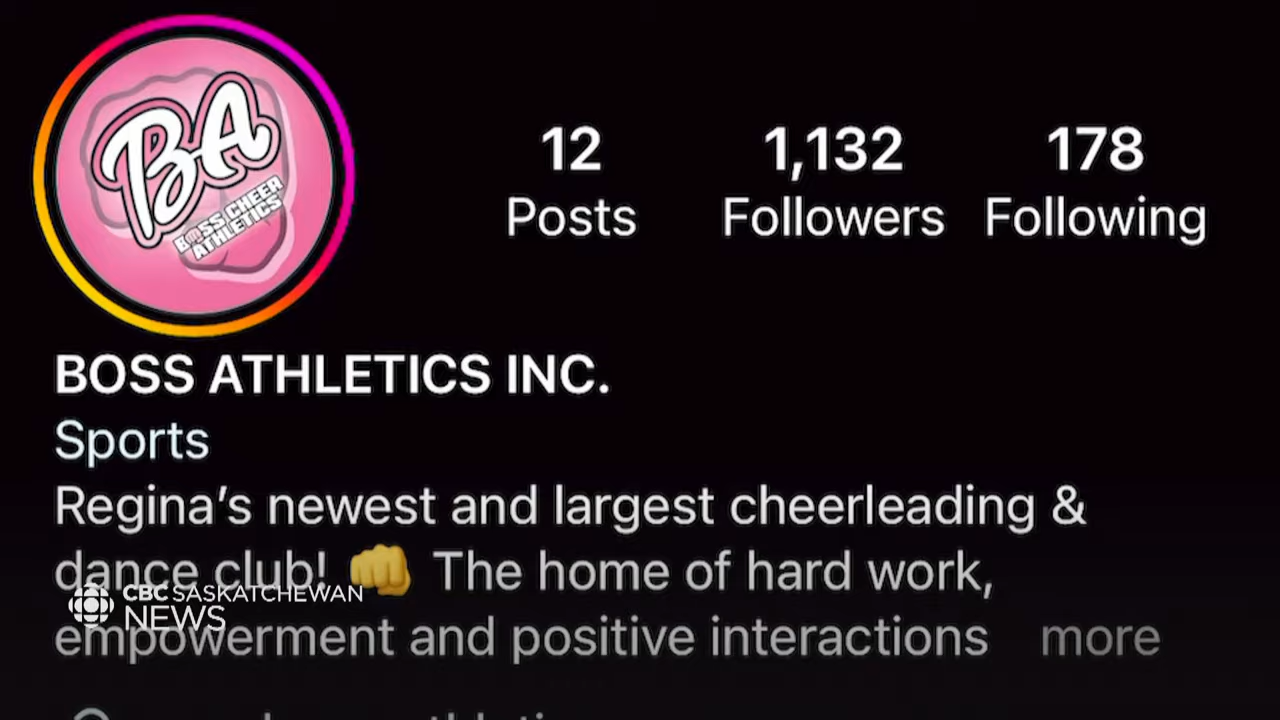 BA
BOSS CHEER
ATHLETICS
12 1,132 178
Posts Followers Following
BOSS ATHLETICS INC.
Sports
Regina's newest and largest cheerleading &
dance club! 👊 The home of hard work,
CBC SASKATCHEWAN
NEWS
empowerment and positive interactions more